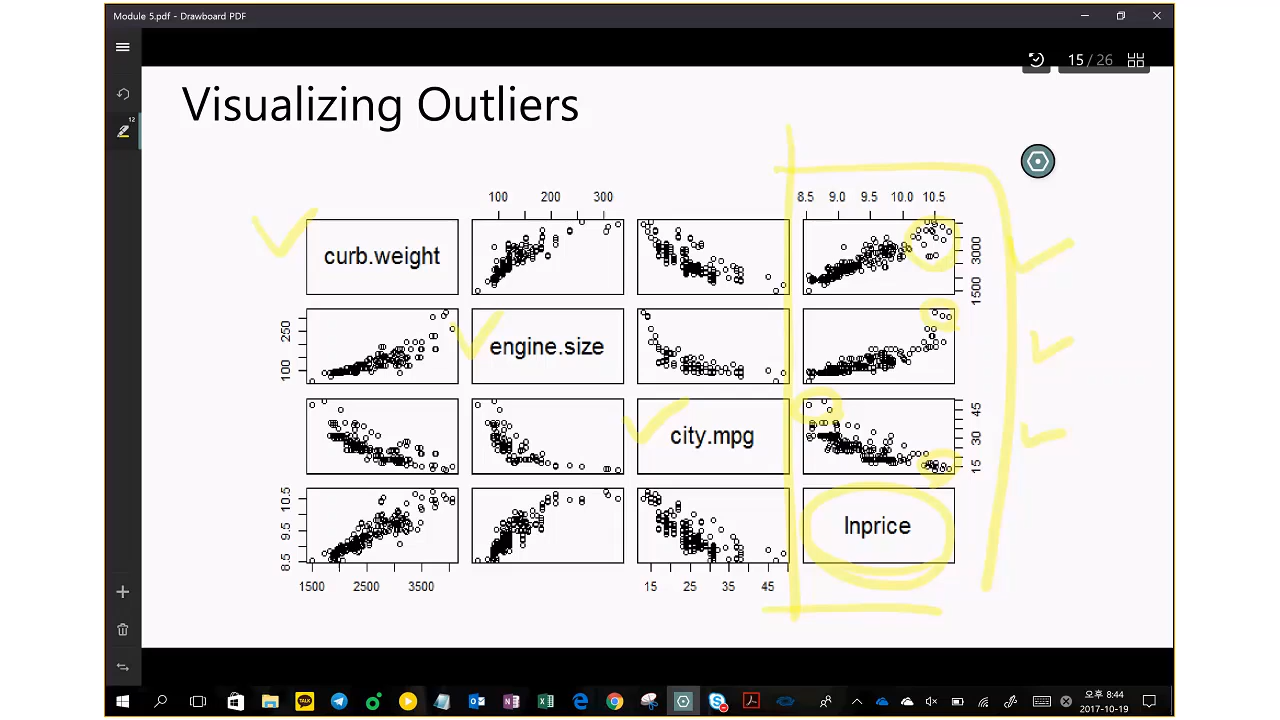 Module 5.pdf - Drawboard PDF
15 / 26
12
Visualizing Outliers
100 200 300
8.5 9.0 9.5 10.0 10.5
curb.weight
1500 3000
engine.size
100 250
city.mpg
15 30 45
lnprice
8.5 9.5 10.5
1500 2500 3500
15 25 35 45
TALK
오후 8:44
2017-10-19